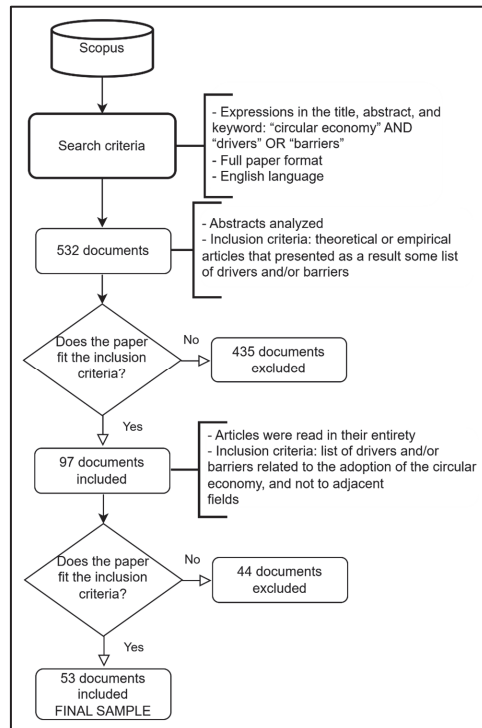 Scopus
Search criteria
- Expressions in the title, abstract, and
keyword: “circular economy” AND
“drivers” OR “barriers”
- Full paper format
- English language
532 documents
- Abstracts analyzed
- Inclusion criteria: theoretical or empirical
articles that presented as a result some list
of drivers and/or barriers
Does the paper
fit the inclusion
criteria?
No
435 documents
excluded
Yes
97 documents
included
- Articles were read in their entirety
- Inclusion criteria: list of drivers and/or
barriers related to the adoption of the circular
economy, and not to adjacent
fields
Does the paper
fit the inclusion
criteria?
No
44 documents
excluded
Yes
53 documents
included
FINAL SAMPLE